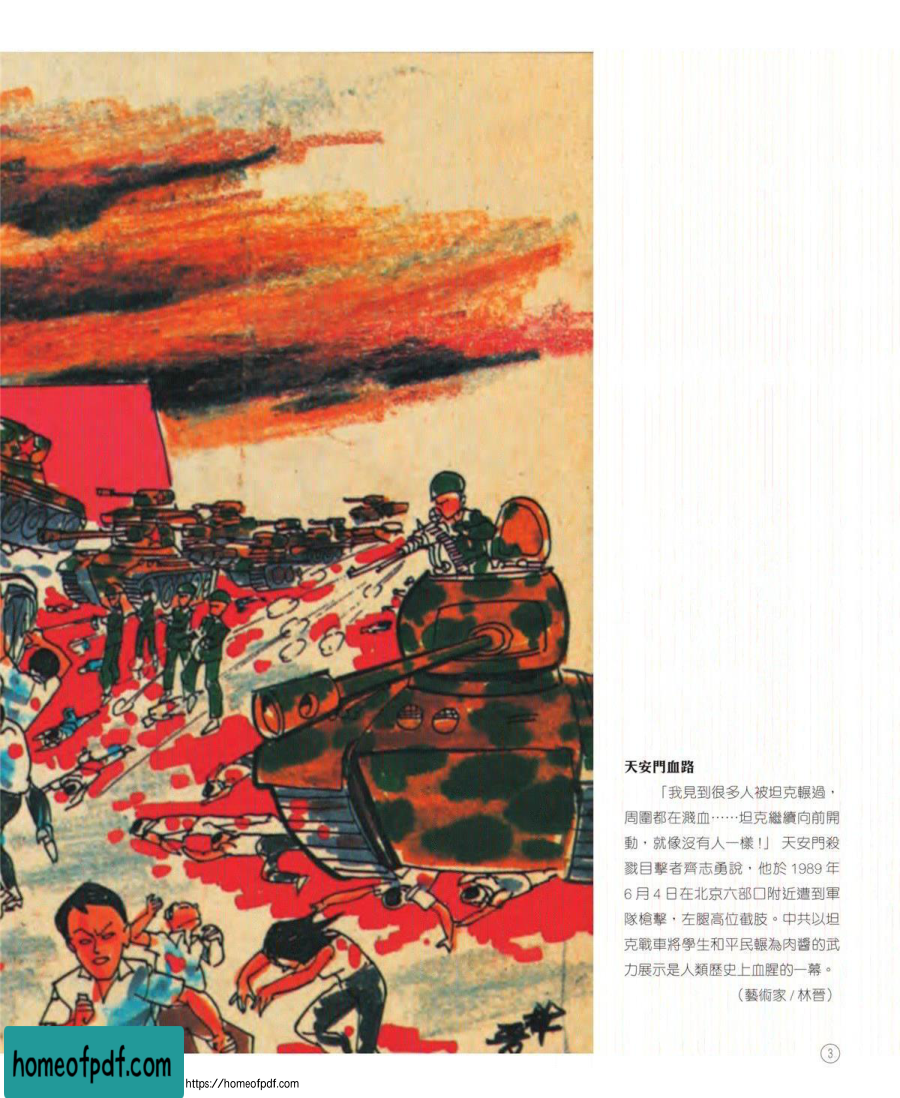 天安門血路
「我見到很多人被坦克輾過，
周圍都在濺血……坦克繼續向前開
動，就像沒有人一樣！」 天安門殺
戮目擊者齊志勇說，他於 1989 年
6 月 4 日在北京六部口附近遭到軍
隊槍擊，左腿高位截肢。中共以坦
克戰車將學生和平民輾為肉醬的武
力展示是人類歷史上血腥的一幕。
（藝術家 / 林晉）
3
homeofpdf.com
https://homeofpdf.com